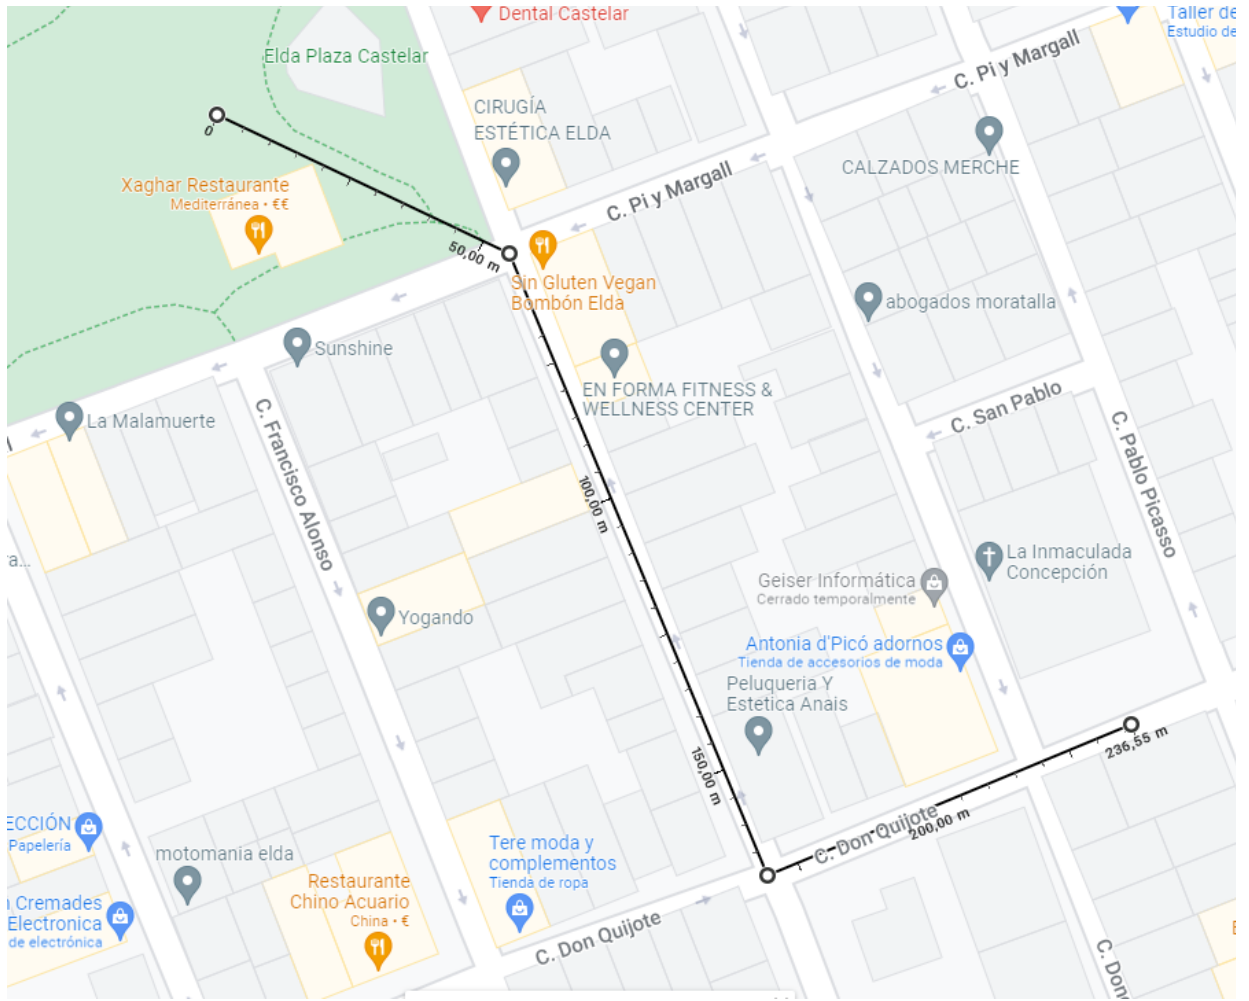 Dental Castelar
Taller de
Estudio de
Elda Plaza Castelar
C. Pi y Margall
CIRUGÍA
ESTÉTICA ELDA
0
CALZADOS MERCHE
Xaghar Restaurante
Mediterránea • €€
C. Pi y Margall
50,00 m
Sin Gluten Vegan
Bombón Elda
abogados moratalla
Sunshine
EN FORMA FITNESS &
WELLNESS CENTER
La Malamuerte
C. San Pablo
C. Francisco Alonso
C. Pablo Picasso
100,00 m
ra...
La Inmaculada
Concepción
Geiser Informática
Cerrado temporalmente
Yogando
Antonia d'Picó adornos
Tienda de accesorios de moda
Peluqueria Y
Estetica Anais
236,55 m
150,00 m
ECCIÓN
Papelería
C. Don Quijote
200,00 m
motomania elda
Tere moda y
complementos
Tienda de ropa
Restaurante
Chino Acuario
China • €
n Cremades
Electronica
de electrónica
C. Don Quijote
C. Don